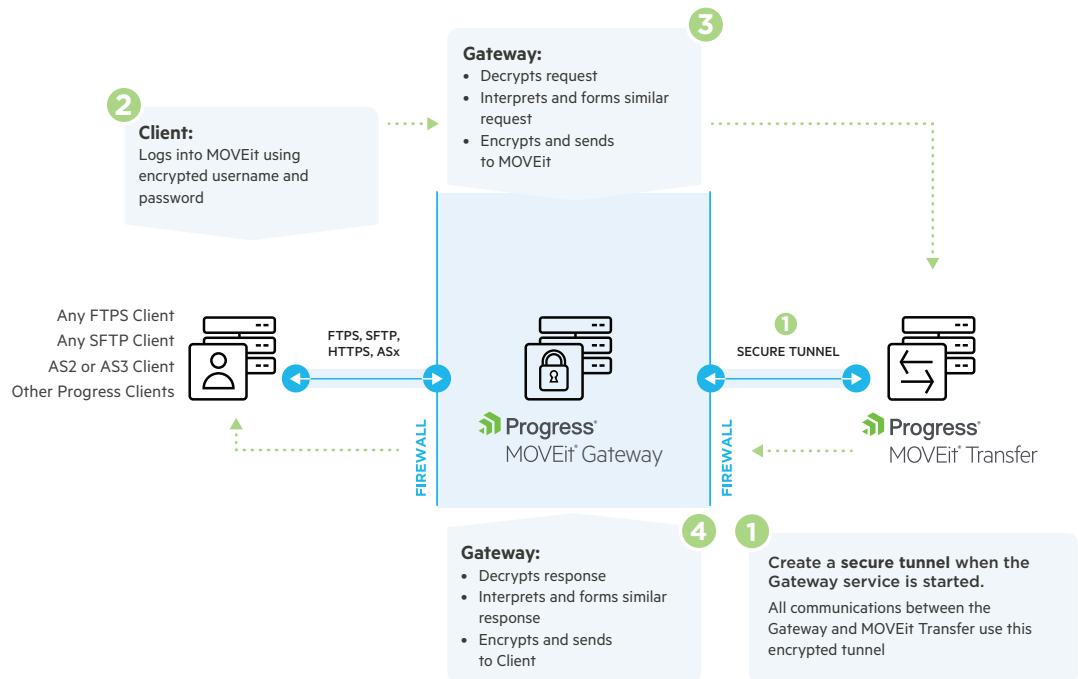 3
Gateway:
• Decrypts request
• Interprets and forms similar
request
• Encrypts and sends
to MOVEit
2
Client:
Logs into MOVEit using
encrypted username and
password
Any FTPS Client
Any SFTP Client
AS2 or AS3 Client
Other Progress Clients
FTPS, SFTP,
HTTPS, ASx
1
SECURE TUNNEL
FIREWALL
Progress®
MOVEit® Gateway
FIREWALL
Progress®
MOVEit® Transfer
4
Gateway:
• Decrypts response
• Interprets and forms similar
response
• Encrypts and sends
to Client
1
Create a secure tunnel when the
Gateway service is started.
All communications between the
Gateway and MOVEit Transfer use this
encrypted tunnel